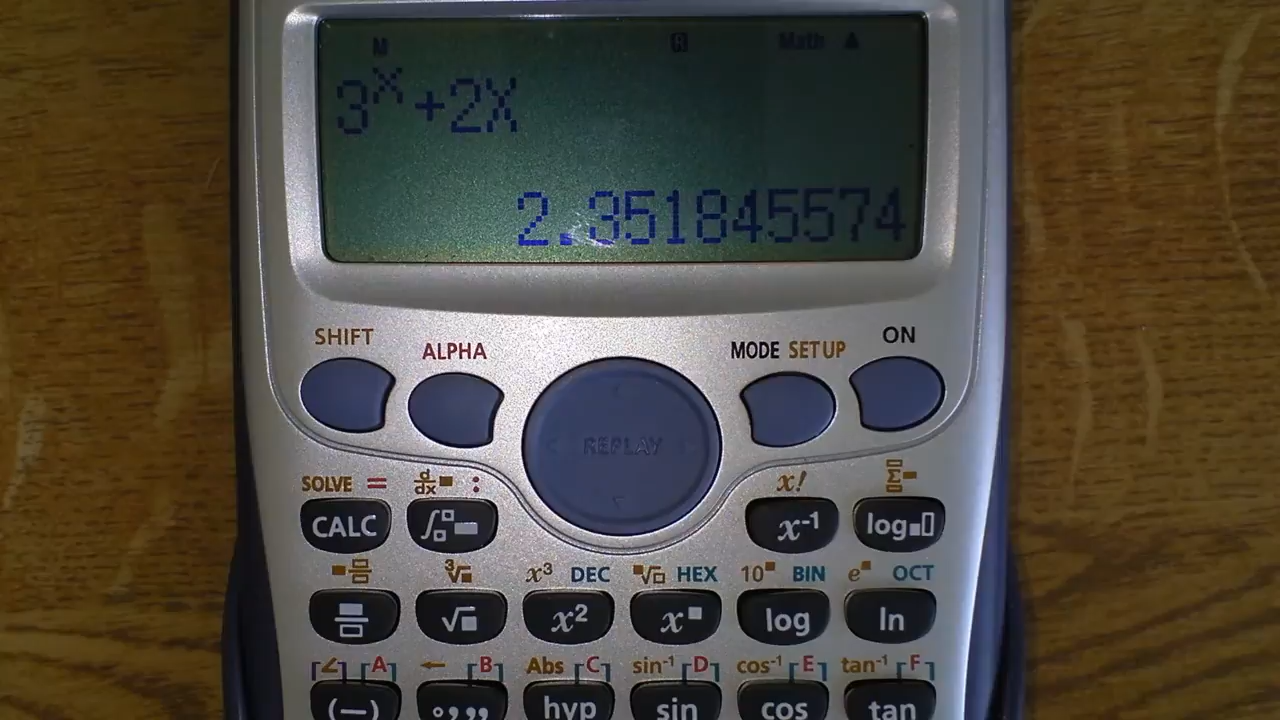 M R Math ▲
3^X+2X
2.351845574
SHIFT ALPHA MODE SETUP ON
REPLAY
SOLVE = d/dx■ : x! Σ
CALC ∫ x⁻¹ log
³√ x³ DEC √ HEX 10■ BIN e■ OCT
√■ x² x■ log ln
∠ A ← B Abs C sin⁻¹ D cos⁻¹ E tan⁻¹ F
(−) °,,, hyp sin cos tan